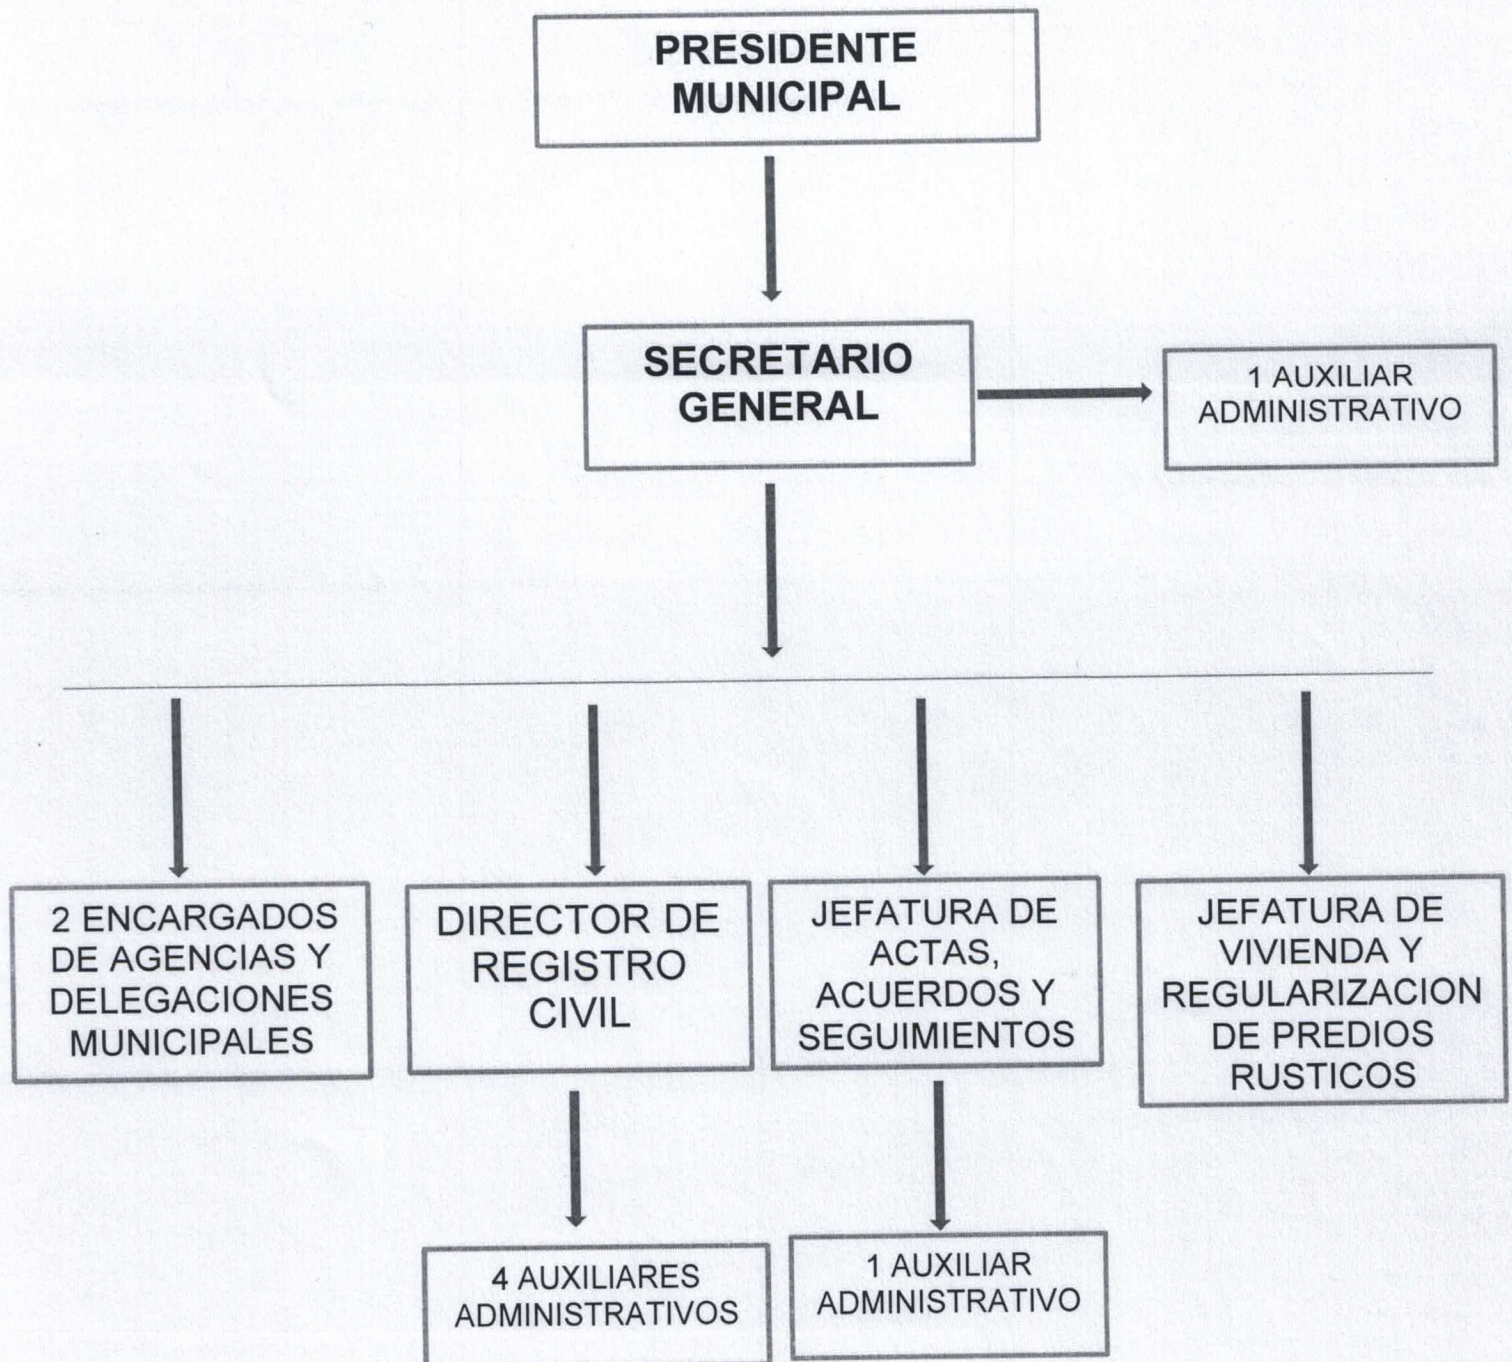 PRESIDENTE
MUNICIPAL
SECRETARIO
GENERAL
1 AUXILIAR
ADMINISTRATIVO
2 ENCARGADOS
DE AGENCIAS Y
DELEGACIONES
MUNICIPALES
DIRECTOR DE
REGISTRO
CIVIL
JEFATURA DE
ACTAS,
ACUERDOS Y
SEGUIMIENTOS
JEFATURA DE
VIVIENDA Y
REGULARIZACION
DE PREDIOS
RUSTICOS
4 AUXILIARES
ADMINISTRATIVOS
1 AUXILIAR
ADMINISTRATIVO